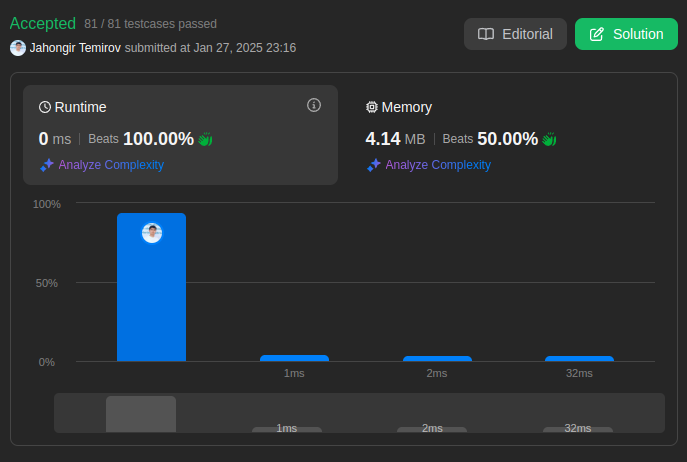 Accepted 81 / 81 testcases passed
Jahongir Temirov submitted at Jan 27, 2025 23:16
Editorial
Solution
Runtime
0 ms Beats 100.00%
Analyze Complexity
Memory
4.14 MB Beats 50.00%
Analyze Complexity
100%
50%
0%
1ms 2ms 32ms
1ms 2ms 32ms